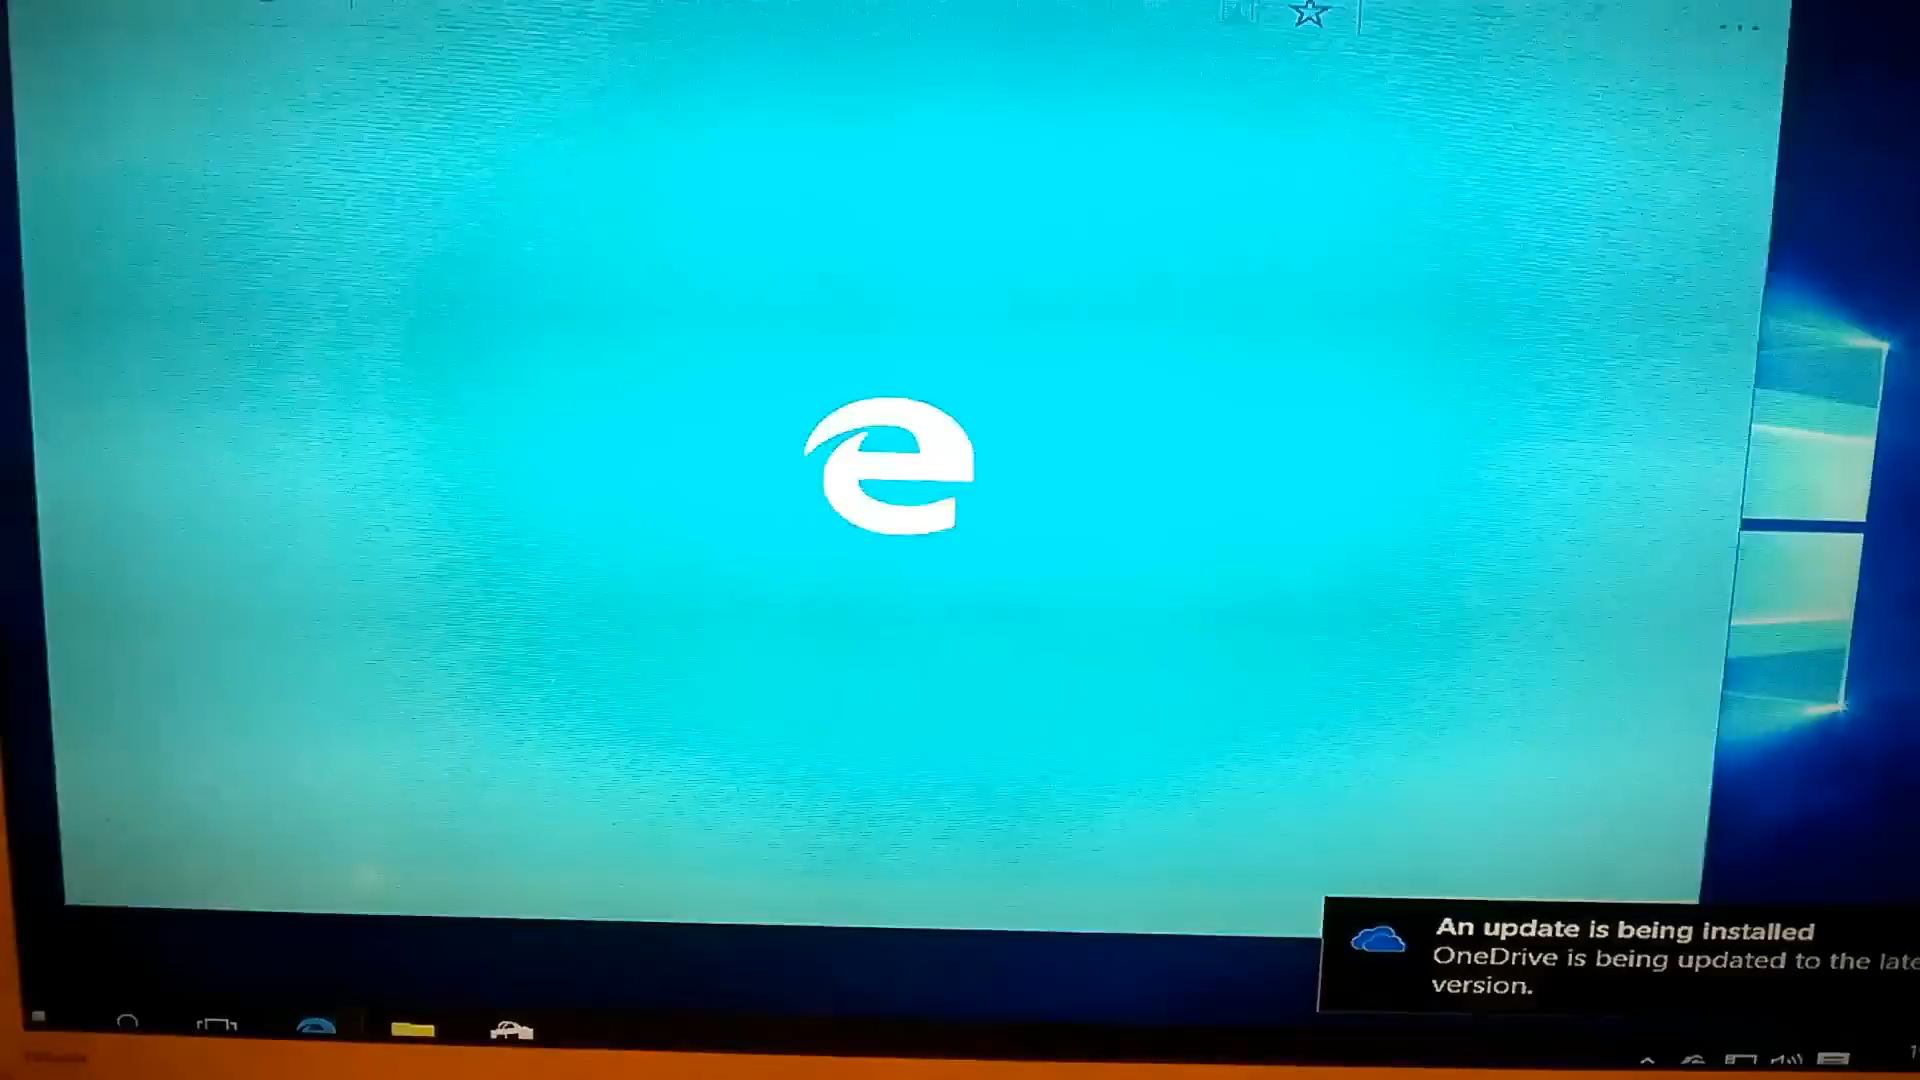 An update is being installed
OneDrive is being updated to the late
version.